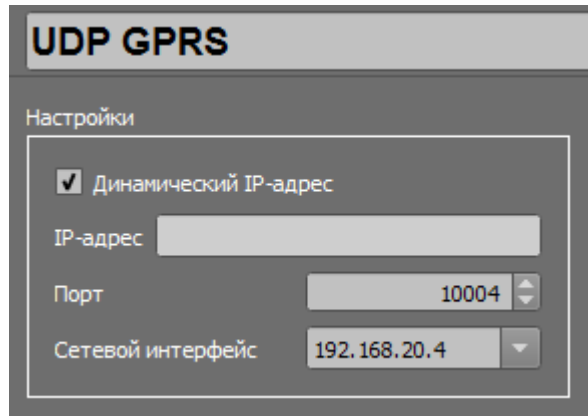 UDP GPRS
Настройки
Динамический IP-адрес
IP-адрес
Порт 10004
Сетевой интерфейс 192.168.20.4